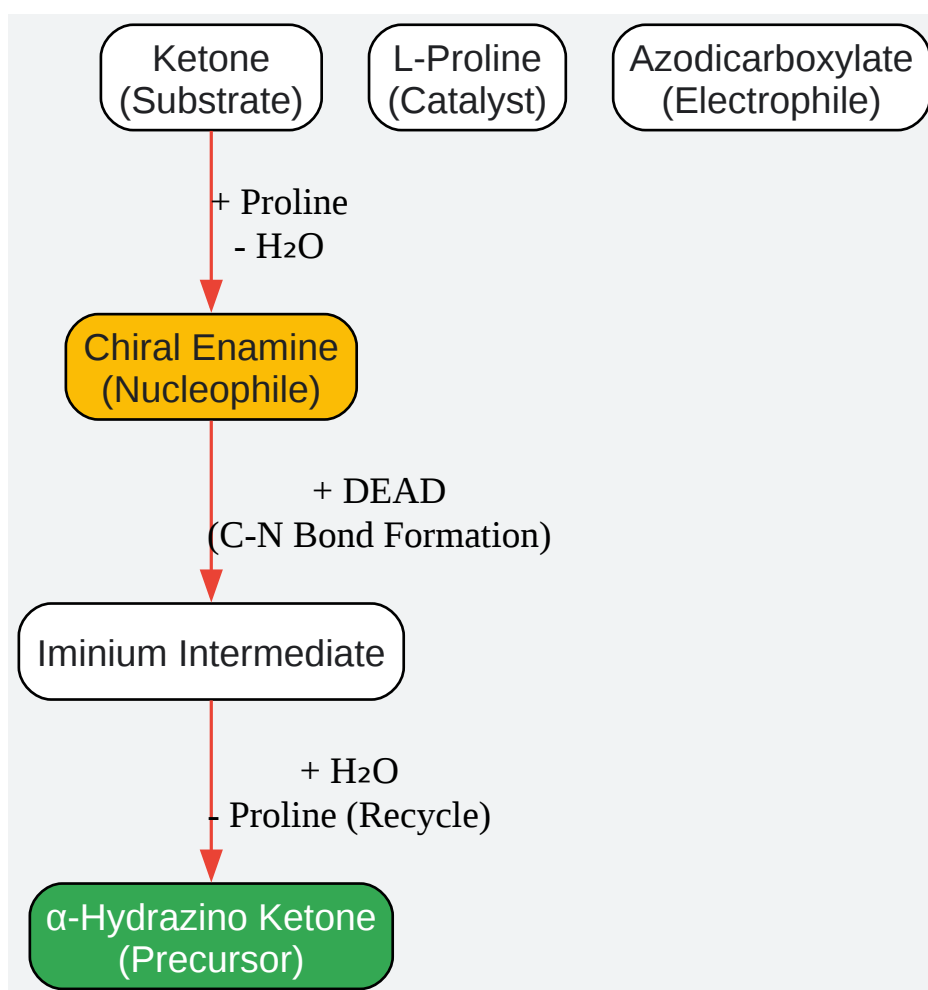 Ketone
(Substrate)
L-Proline
(Catalyst)
Azodicarboxylate
(Electrophile)
+ Proline
- H₂O
Chiral Enamine
(Nucleophile)
+ DEAD
(C-N Bond Formation)
Iminium Intermediate
+ H₂O
- Proline (Recycle)
α-Hydrazino Ketone
(Precursor)